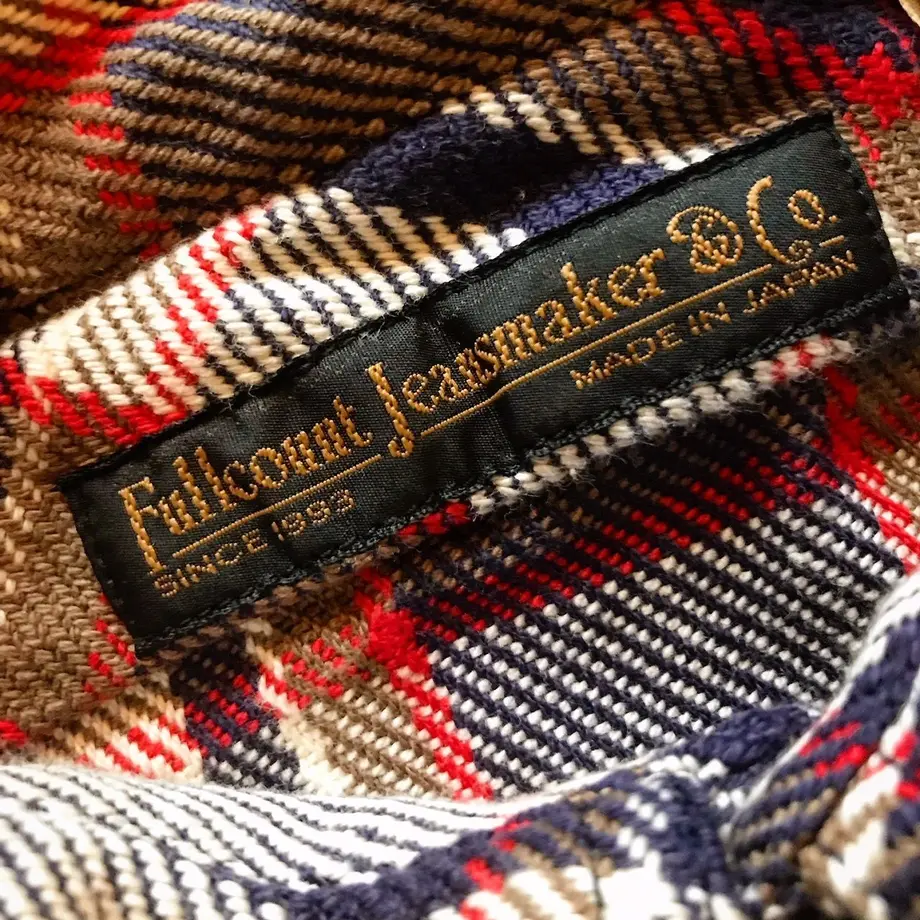 Fullcount Jeansmaker & Co.
SINCE 1993 MADE IN JAPAN